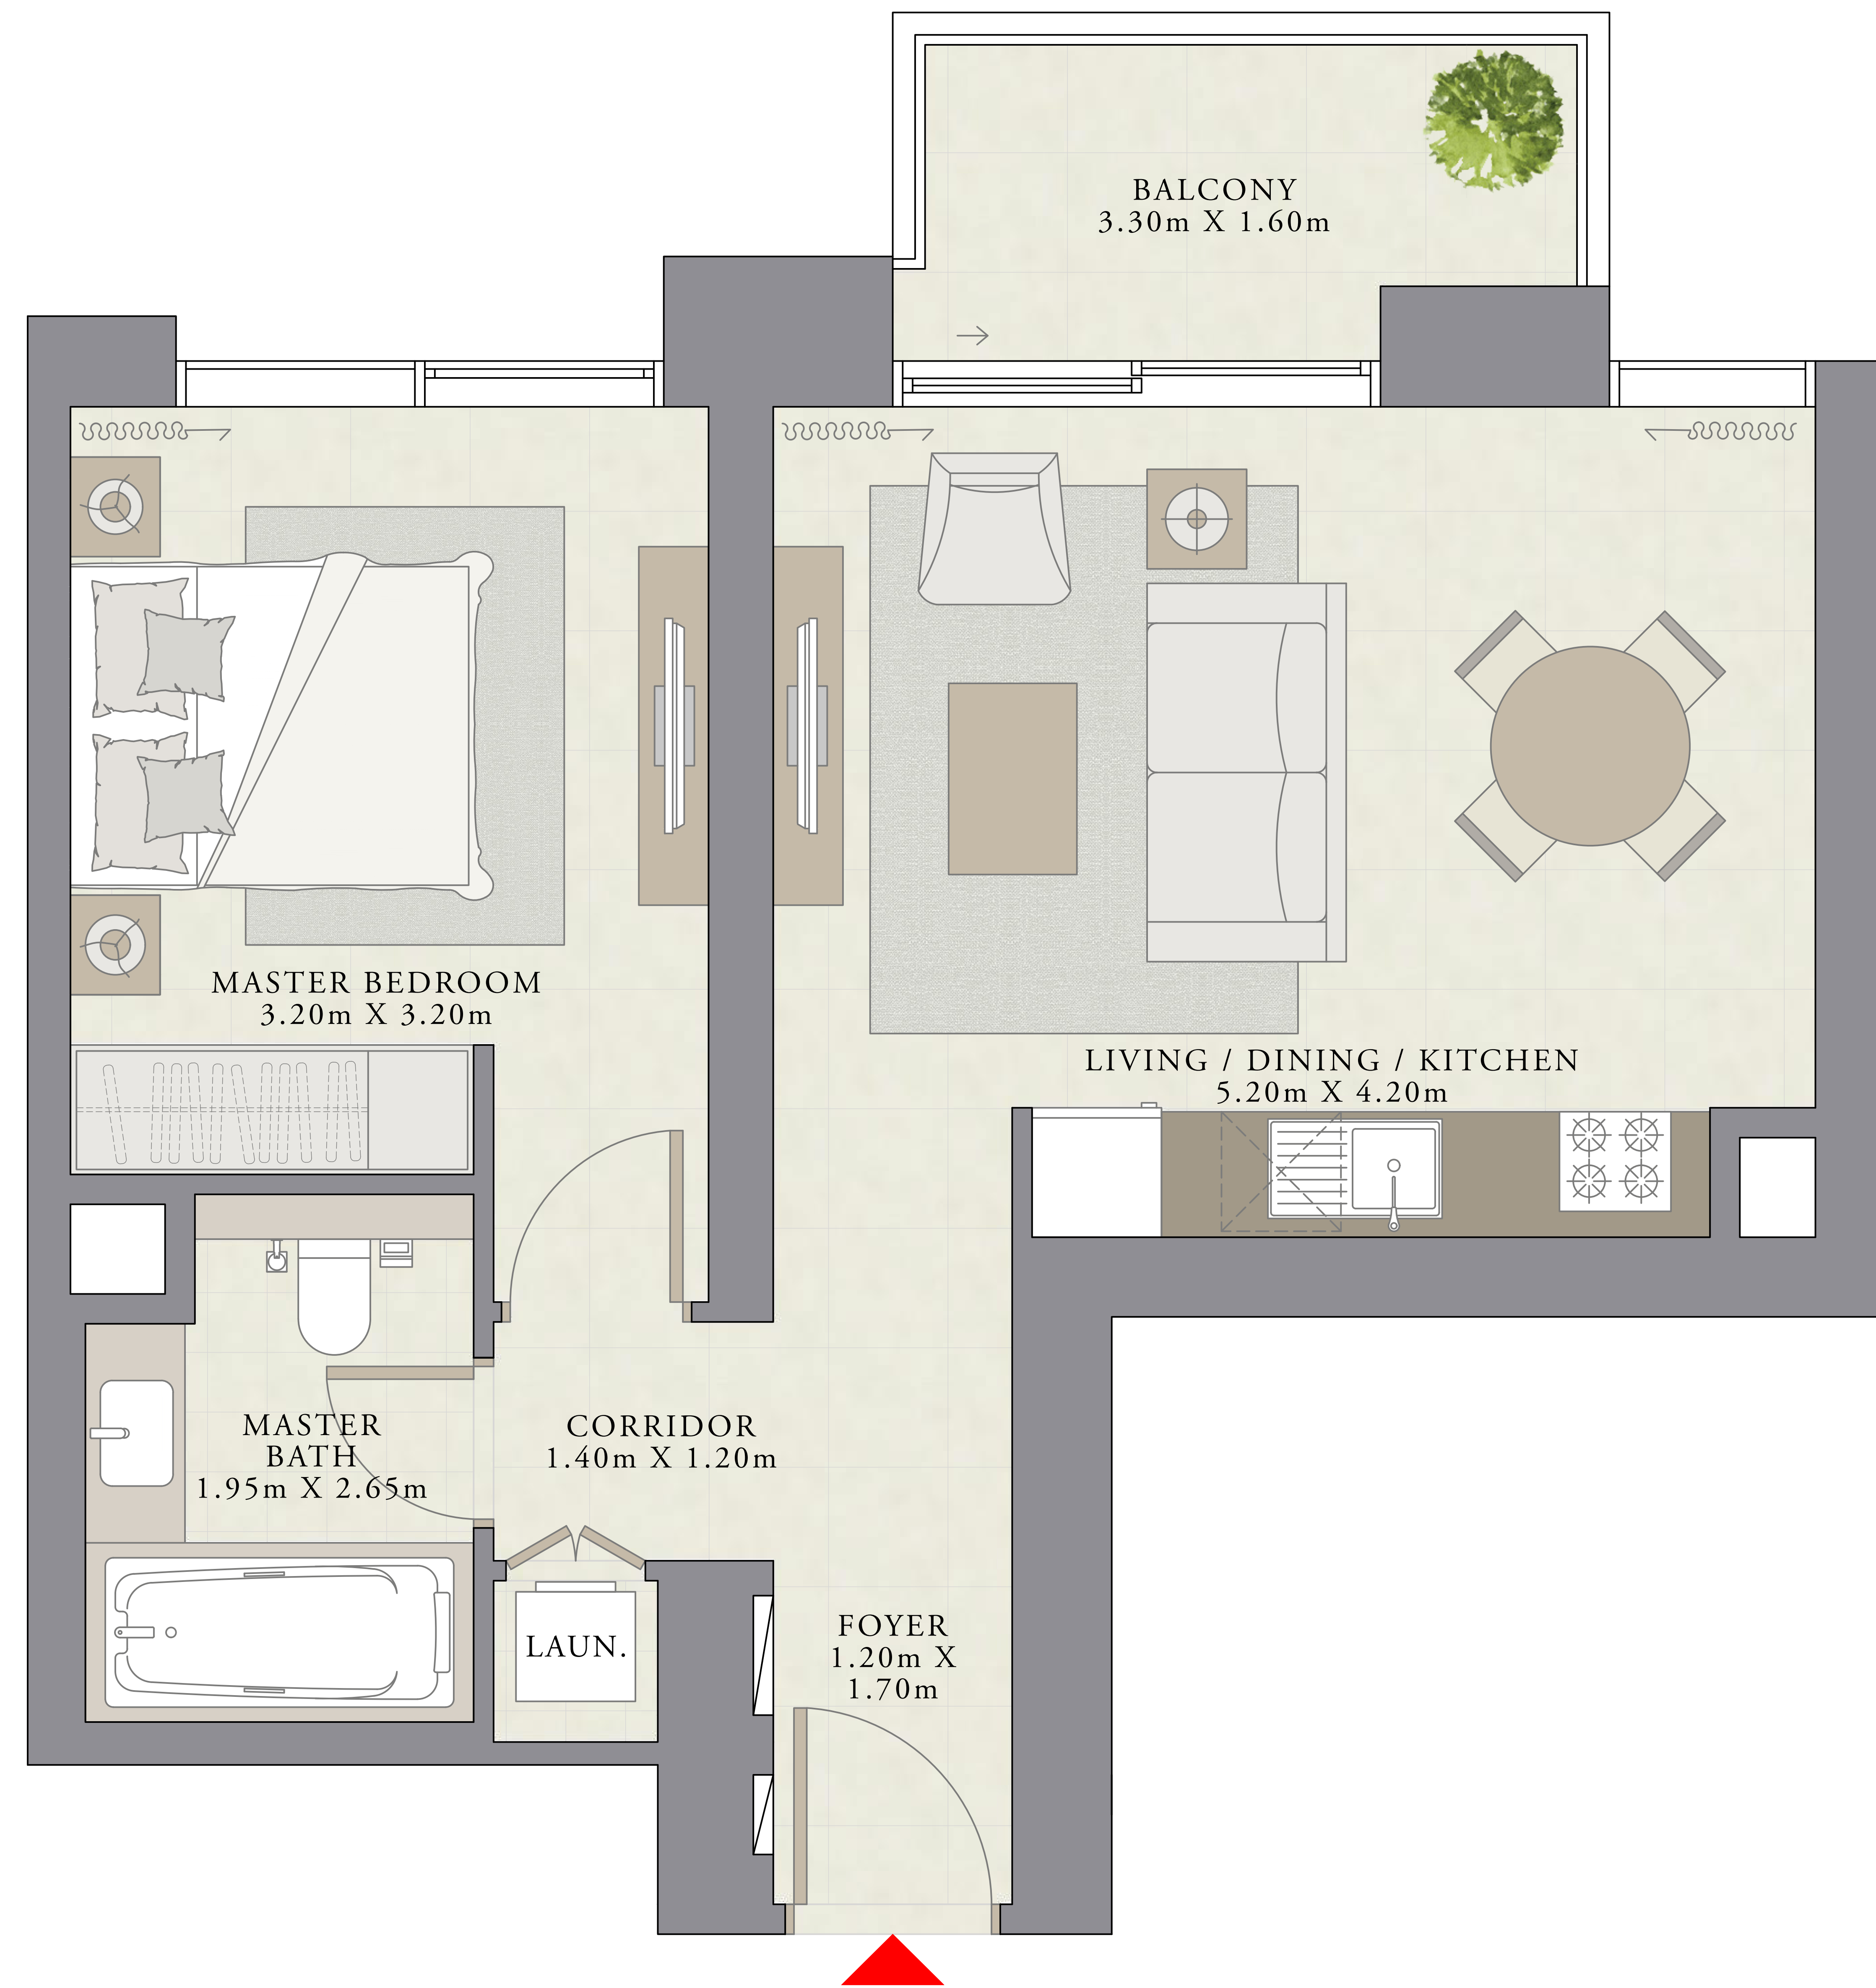 BALCONY
3.30m X 1.60m
MASTER BEDROOM
3.20m X 3.20m
LIVING / DINING / KITCHEN
5.20m X 4.20m
MASTER
BATH
1.95m X 2.65m
CORRIDOR
1.40m X 1.20m
LAUN.
FOYER
1.20m X
1.70m